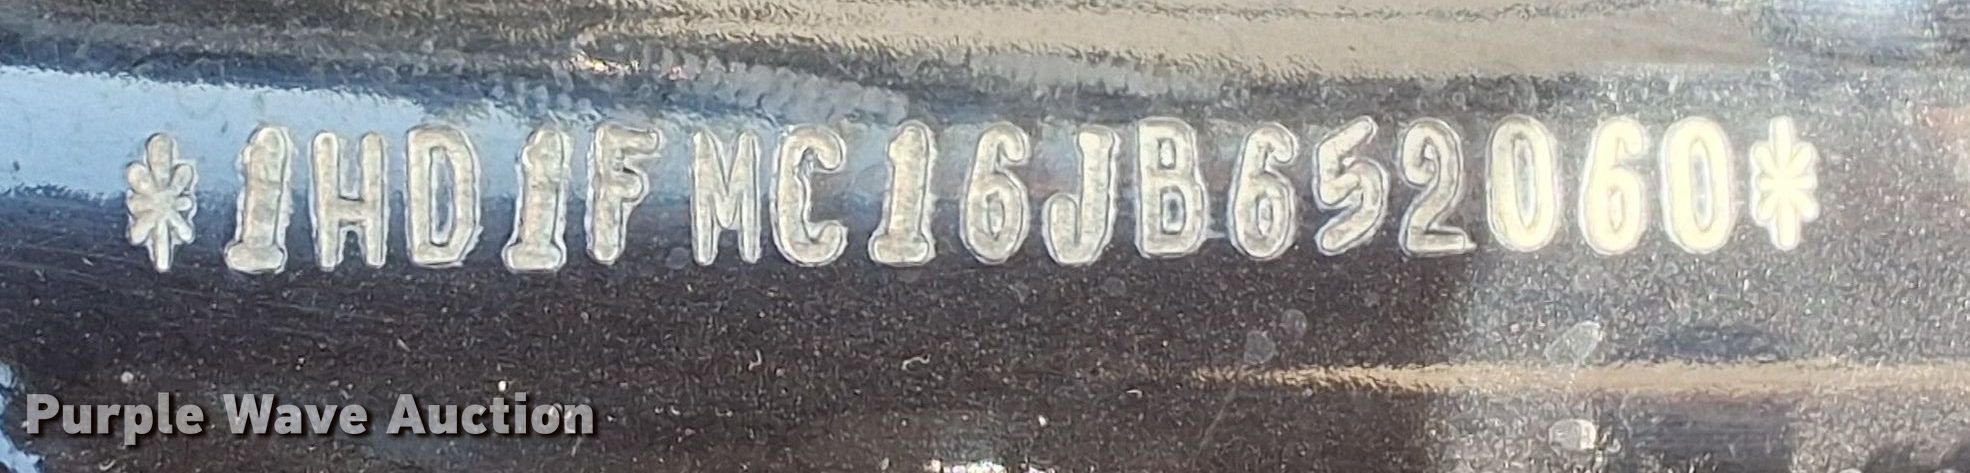 *1HD1FMC16JB652060*
Purple Wave Auction